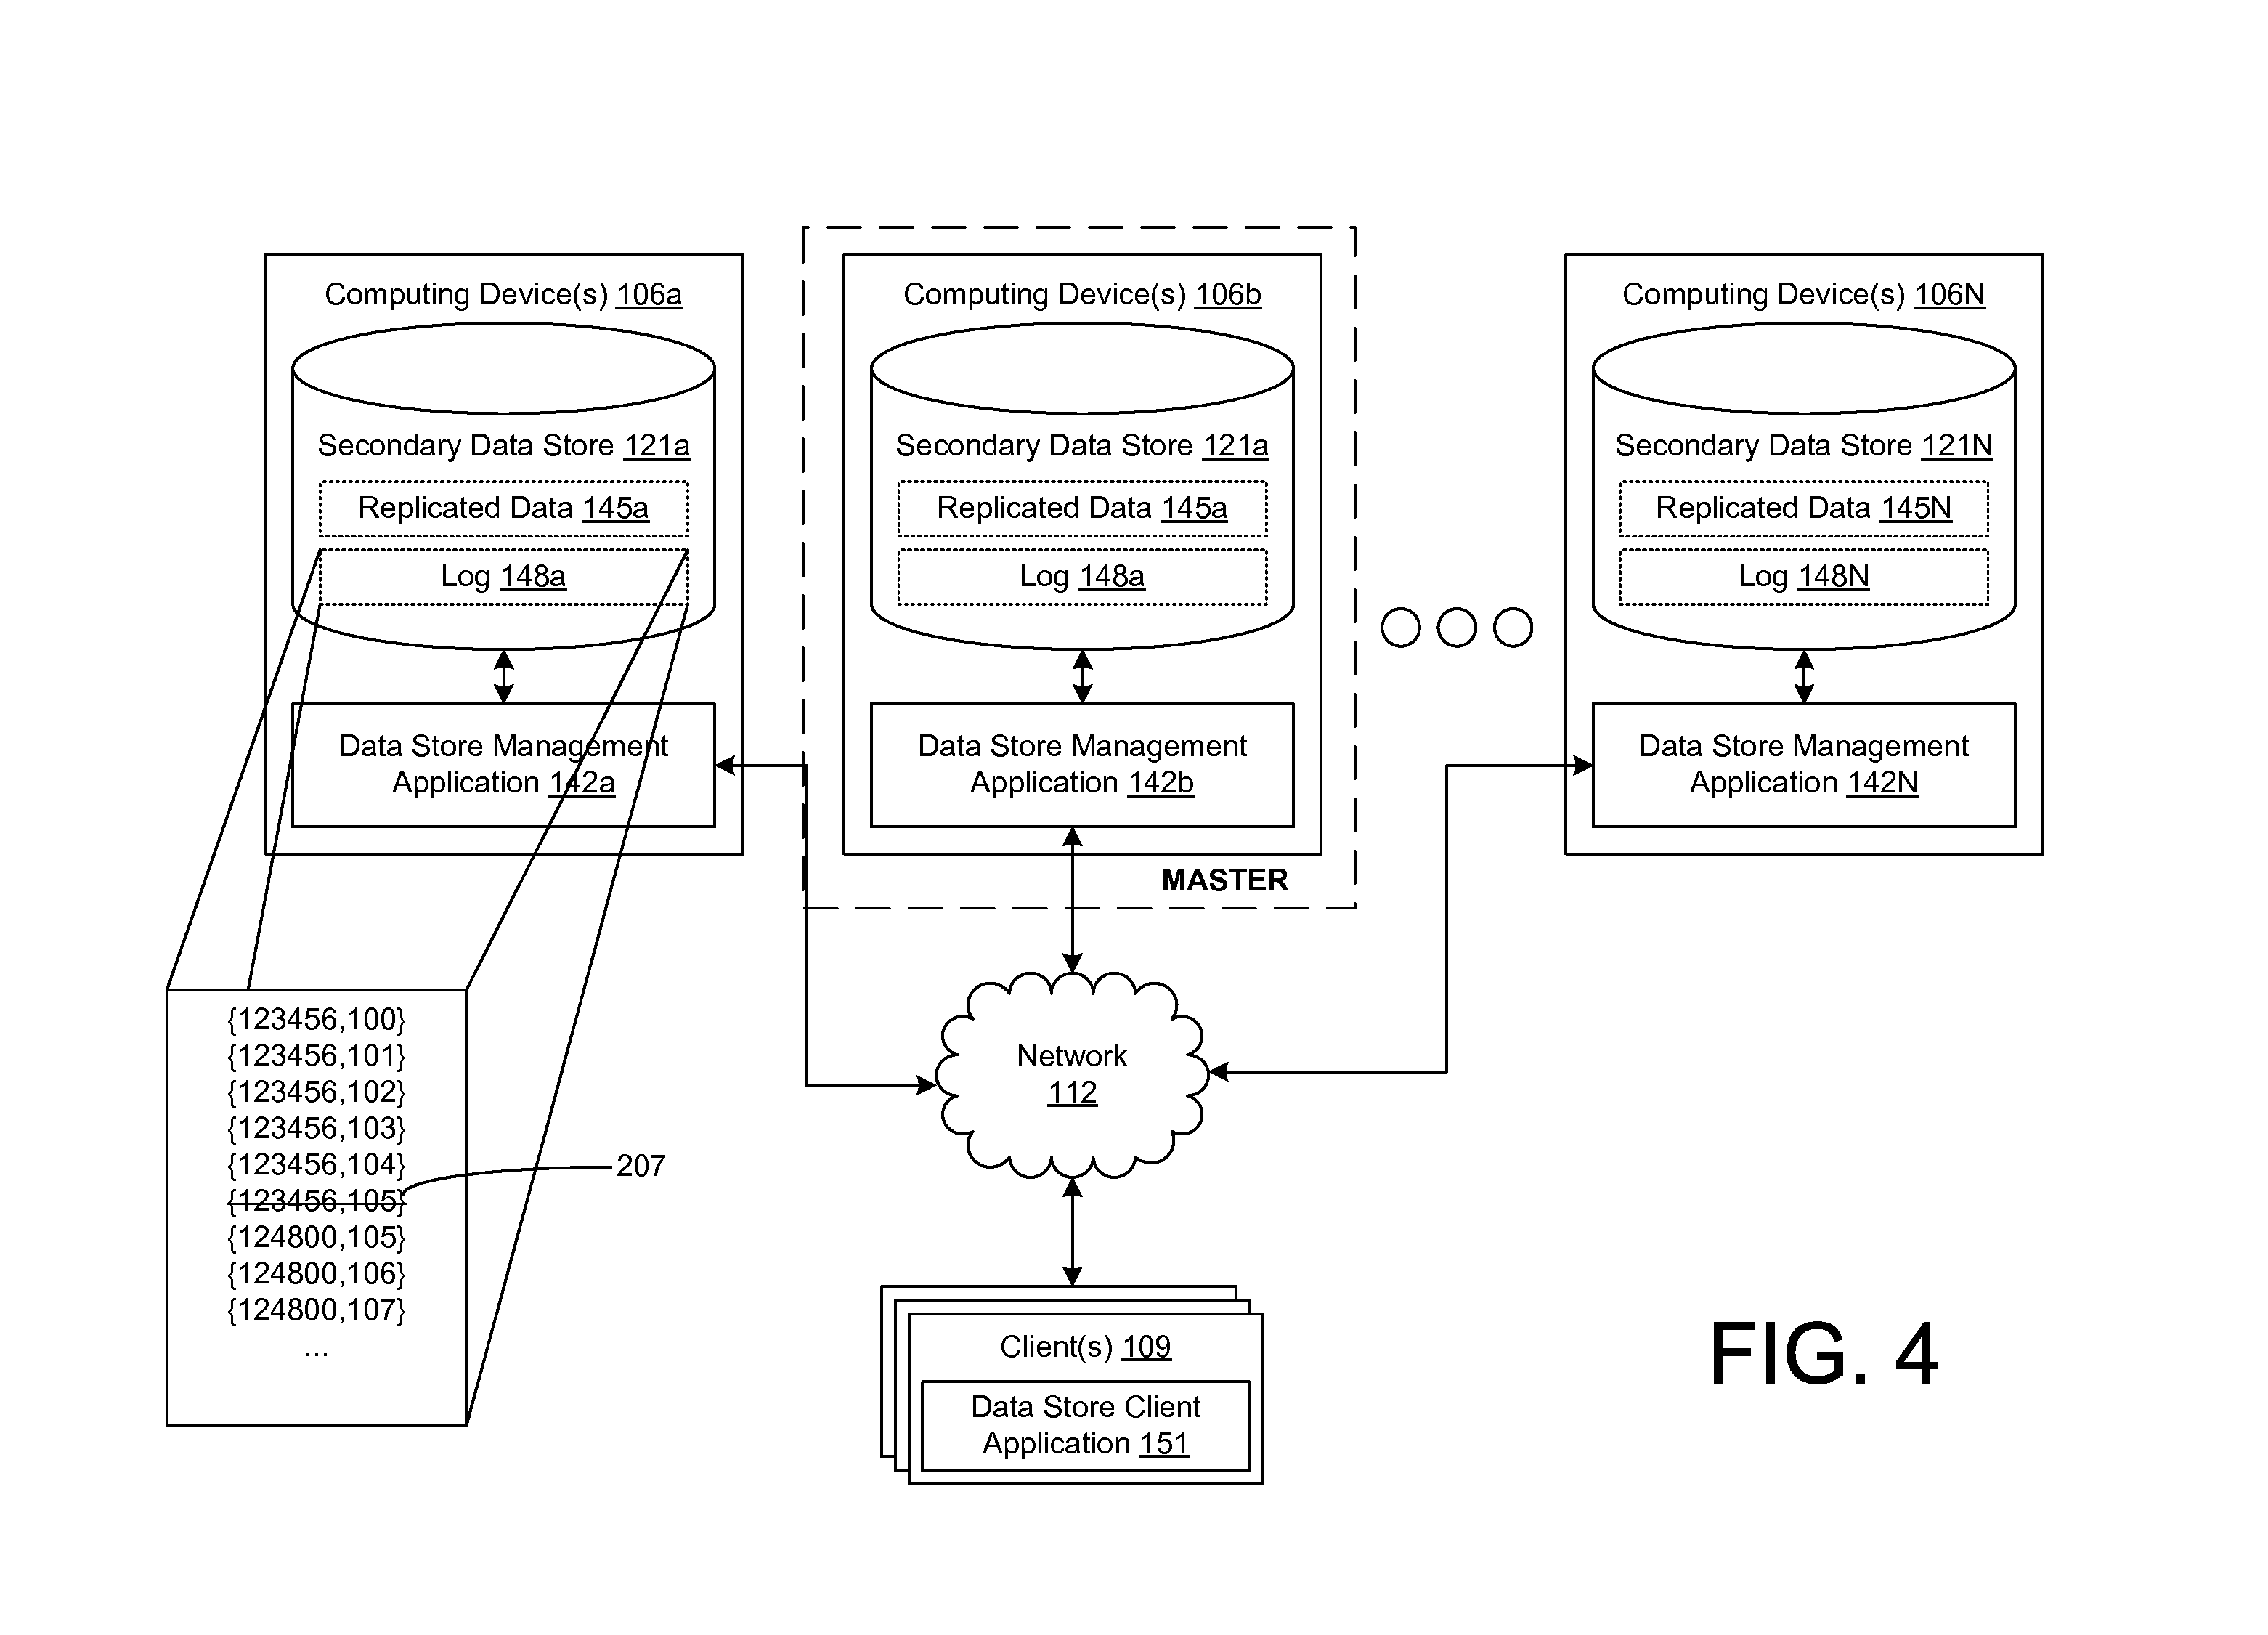 Computing Device(s) 106a
Secondary Data Store 121a
Replicated Data 145a
Log 148a
Data Store Management
Application 142a
Computing Device(s) 106b
Secondary Data Store 121a
Replicated Data 145a
Log 148a
Data Store Management
Application 142b
MASTER
Computing Device(s) 106N
Secondary Data Store 121N
Replicated Data 145N
Log 148N
Data Store Management
Application 142N
{123456,100}
{123456,101}
{123456,102}
{123456,103}
{123456,104}
{123456,105}
{124800,105}
{124800,106}
{124800,107}
...
207
Network
112
Client(s) 109
Data Store Client
Application 151
FIG. 4